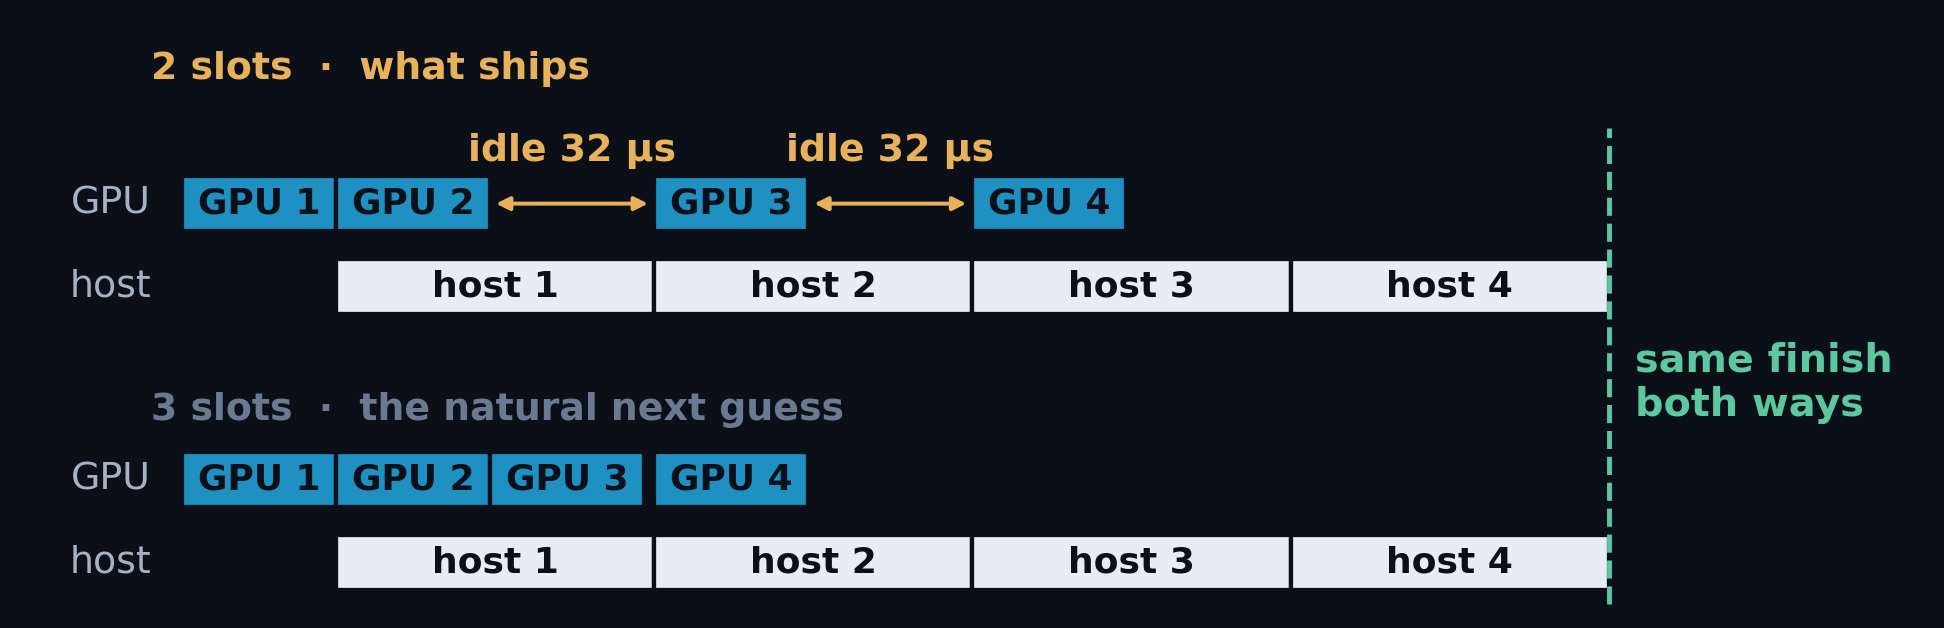 2 slots · what ships
idle 32 µs idle 32 µs
GPU GPU 1 GPU 2 GPU 3 GPU 4
host host 1 host 2 host 3 host 4
same finish
both ways
3 slots · the natural next guess
GPU GPU 1 GPU 2 GPU 3 GPU 4
host host 1 host 2 host 3 host 4